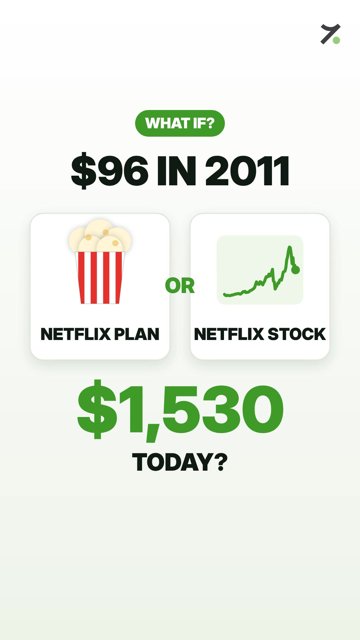 WHAT IF?
$96 IN 2011
OR
NETFLIX PLAN
NETFLIX STOCK
$1,530
TODAY?